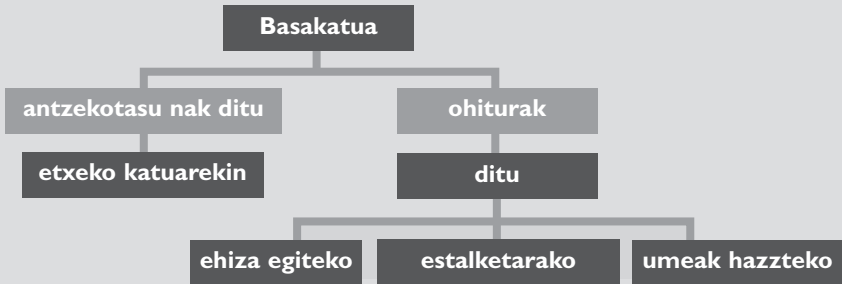 Basakatua
antzekotasu nak ditu
ohiturak
etxeko katuarekin
ditu
ehiza egiteko
estalketarako
umeak hazzteko